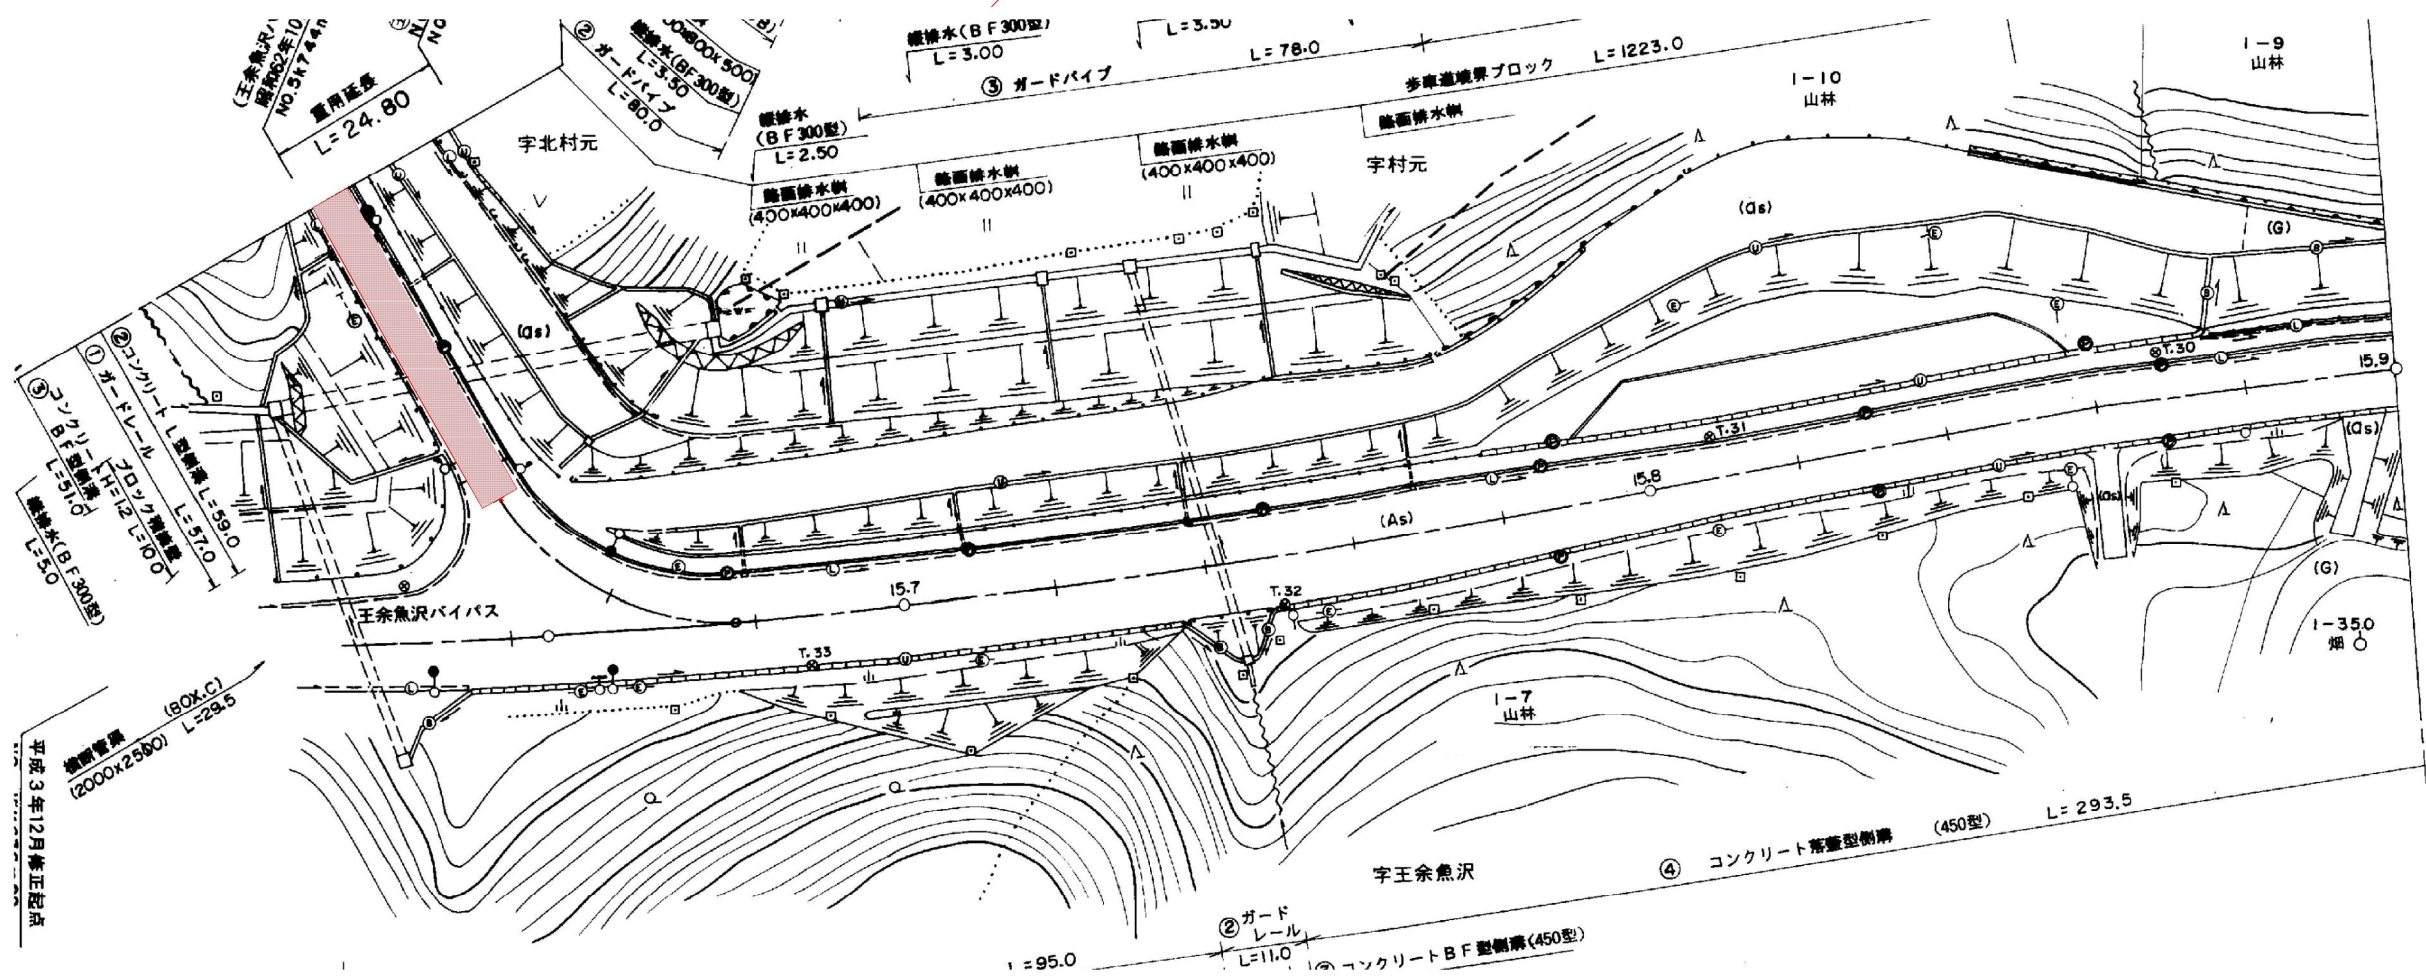 昭和62年10
NO.5k744m
重用延長
L=24.80
② ガードパイプ
L=80.0
縦排水(BF300型)
L=3.50
縦排水(BF300型)
L=3.00
L=3.50
③ ガードパイプ
L=78.0
歩車道境界ブロック
L=1223.0
縦排水
(BF300型)
L=2.50
路面排水桝
(400×400×400)
路面排水桝
(400×400×400)
路面排水桝
(400×400×400)
路面排水桝
字北村元
字村元
1-10
山林
1-9
山林
(as)
(G)
(as)
② コンクリートL型側溝 L=59.0
① ガードレール L=57.0
ブロック積擁壁
H=1.2 L=10.0
③ コンクリート
BF型側溝
L=51.0
縦排水(BF300型)
L=5.0
T.30
15.9
T.31
15.8
(As)
(as)
(as)
(G)
T.32
15.7
王余魚沢バイパス
T.33
1-350
畑
1-7
山林
横断管渠 (BOX.C)
(2000×2500) L=29.5
平成3年12月修正起点
字王余魚沢
④ コンクリート落蓋型側溝 (450型) L=293.5
② ガード
レール
L=11.0
L=95.0
コンクリートBF型側溝(450型)